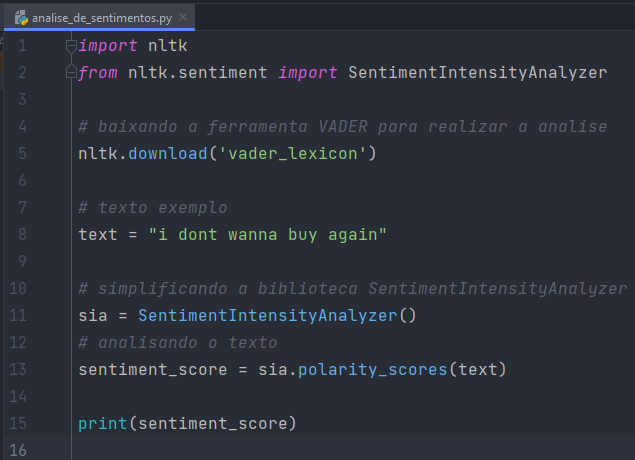 analise_de_sentimentos.py
1 import nltk
2 from nltk.sentiment import SentimentIntensityAnalyzer
3
4 # baixando a ferramenta VADER para realizar a analise
5 nltk.download('vader_lexicon')
6
7 # texto exemplo
8 text = "i dont wanna buy again"
9
10 # simplificando a biblioteca SentimentIntensityAnalyzer
11 sia = SentimentIntensityAnalyzer()
12 # analisando o texto
13 sentiment_score = sia.polarity_scores(text)
14
15 print(sentiment_score)
16